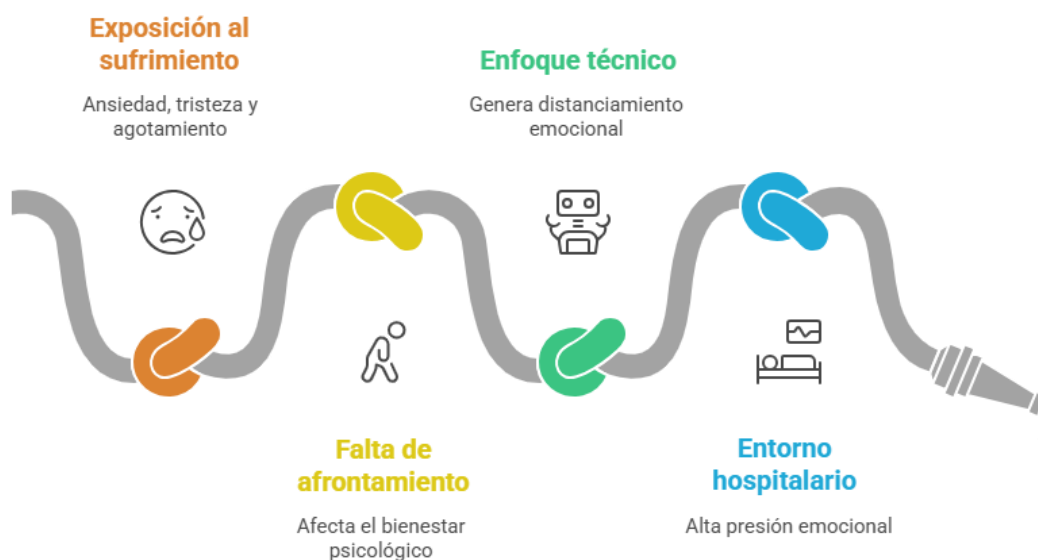 Exposición al
sufrimiento
Ansiedad, tristeza y
agotamiento
Falta de
afrontamiento
Afecta el bienestar
psicológico
Enfoque técnico
Genera distanciamiento
emocional
Entorno
hospitalario
Alta presión emocional